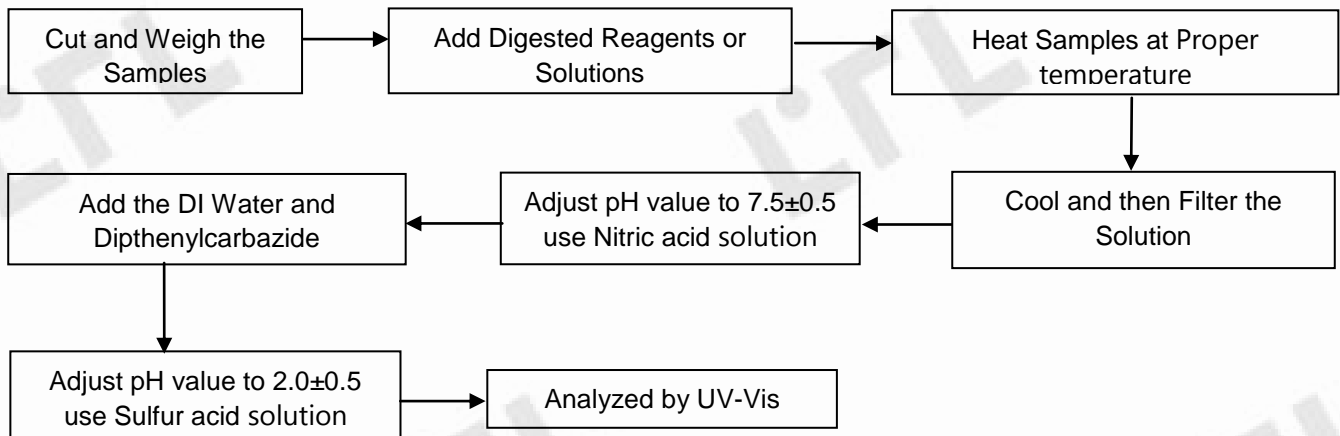 Cut and Weigh the
Samples
Add Digested Reagents or
Solutions
Heat Samples at Proper
temperature
Cool and then Filter the
Solution
Adjust pH value to 7.5±0.5
use Nitric acid solution
Add the DI Water and
Dipthenylcarbazide
Adjust pH value to 2.0±0.5
use Sulfur acid solution
Analyzed by UV-Vis